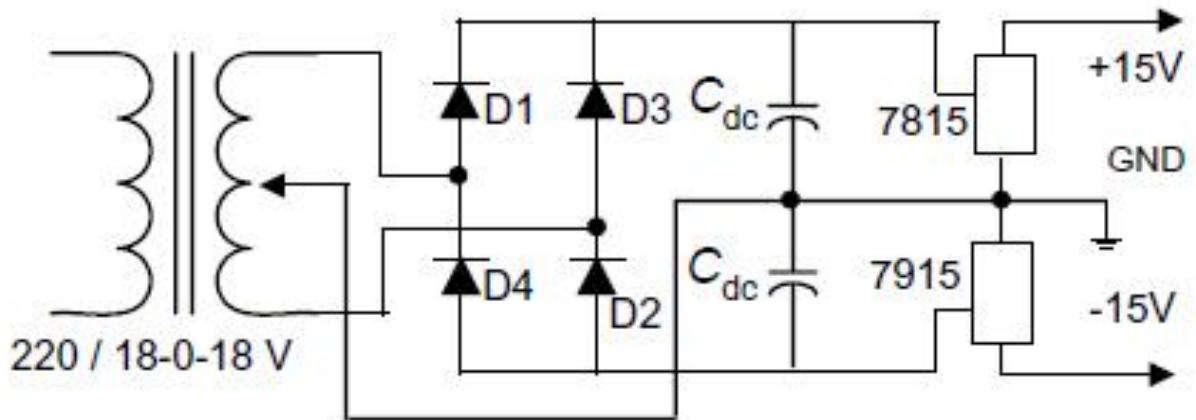 D1
D3
C dc
7815
+15V
GND
D4
D2
C dc
7915
-15V
220 / 18-0-18 V